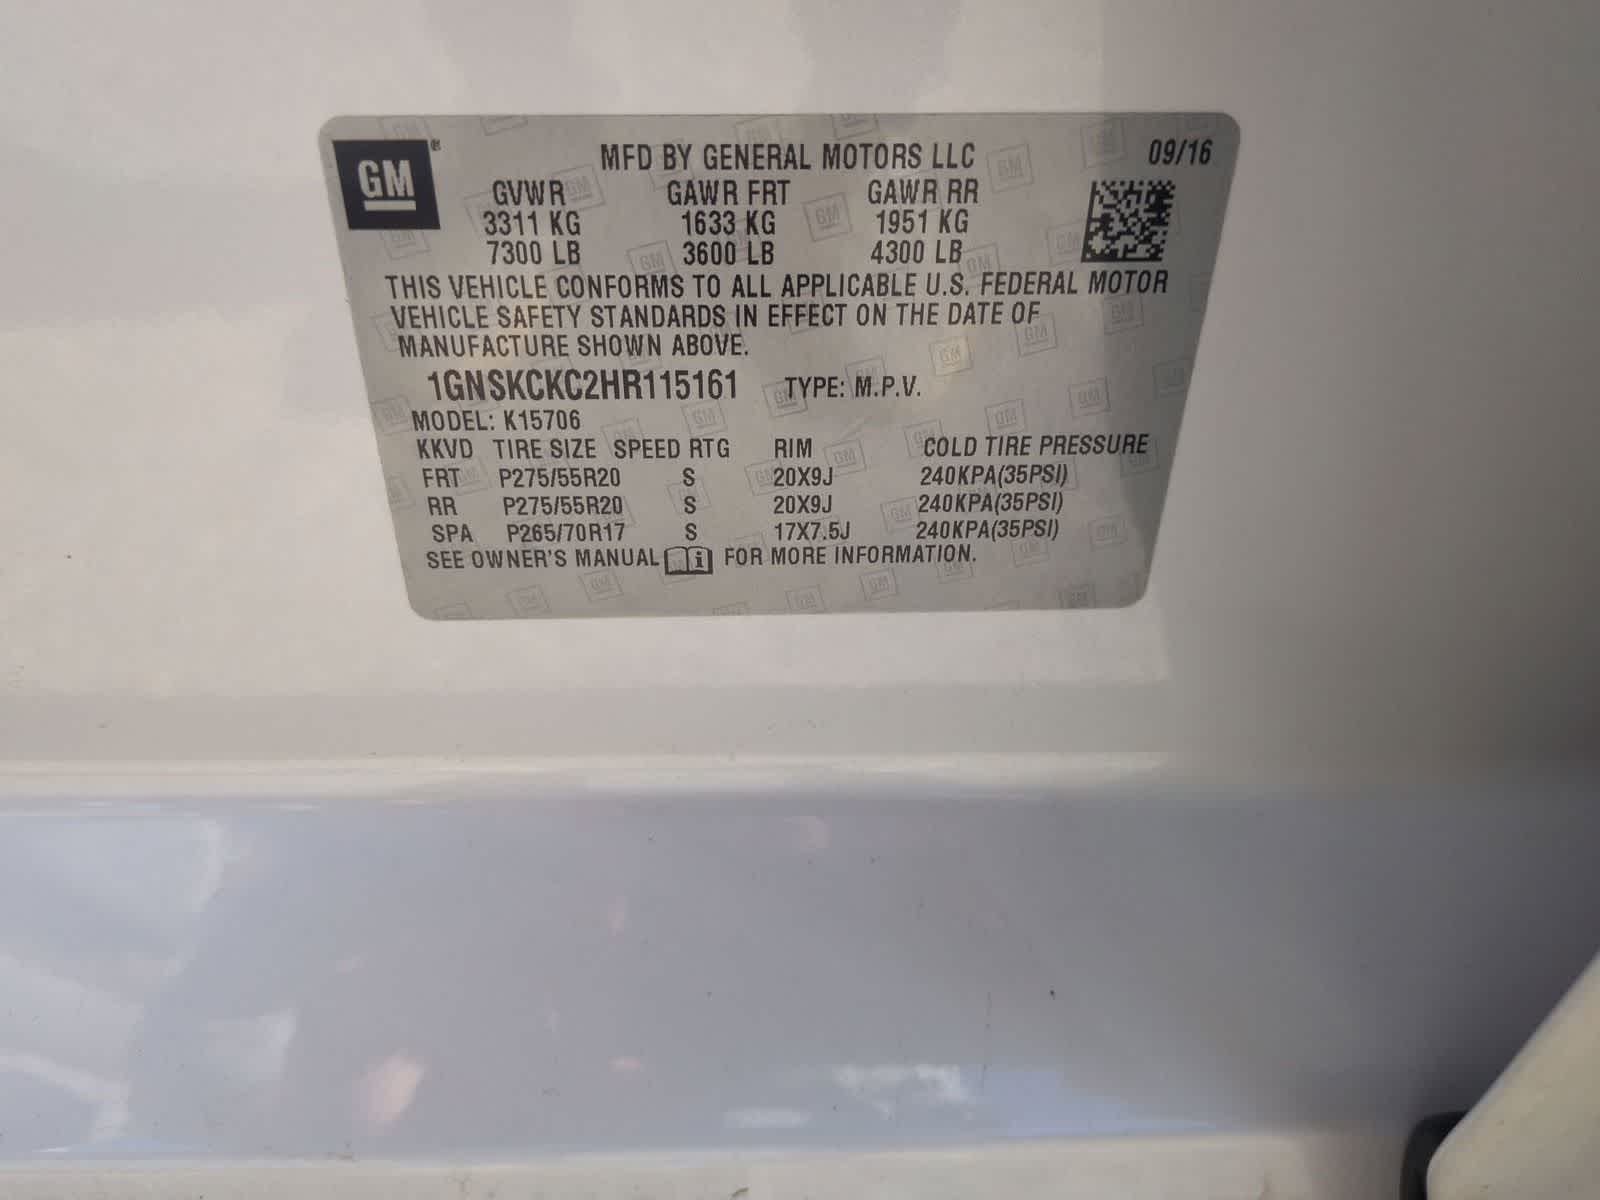 GM®
MFD BY GENERAL MOTORS LLC 09/16
GVWR GAWR FRT GAWR RR
3311 KG 1633 KG 1951 KG
7300 LB 3600 LB 4300 LB
THIS VEHICLE CONFORMS TO ALL APPLICABLE U.S. FEDERAL MOTOR
VEHICLE SAFETY STANDARDS IN EFFECT ON THE DATE OF
MANUFACTURE SHOWN ABOVE.
1GNSKCKC2HR115161 TYPE: M.P.V.
MODEL: K15706
KKVD TIRE SIZE SPEED RTG RIM COLD TIRE PRESSURE
FRT P275/55R20 S 20X9J 240KPA(35PSI)
RR P275/55R20 S 20X9J 240KPA(35PSI)
SPA P265/70R17 S 17X7.5J 240KPA(35PSI)
SEE OWNER'S MANUAL i FOR MORE INFORMATION.